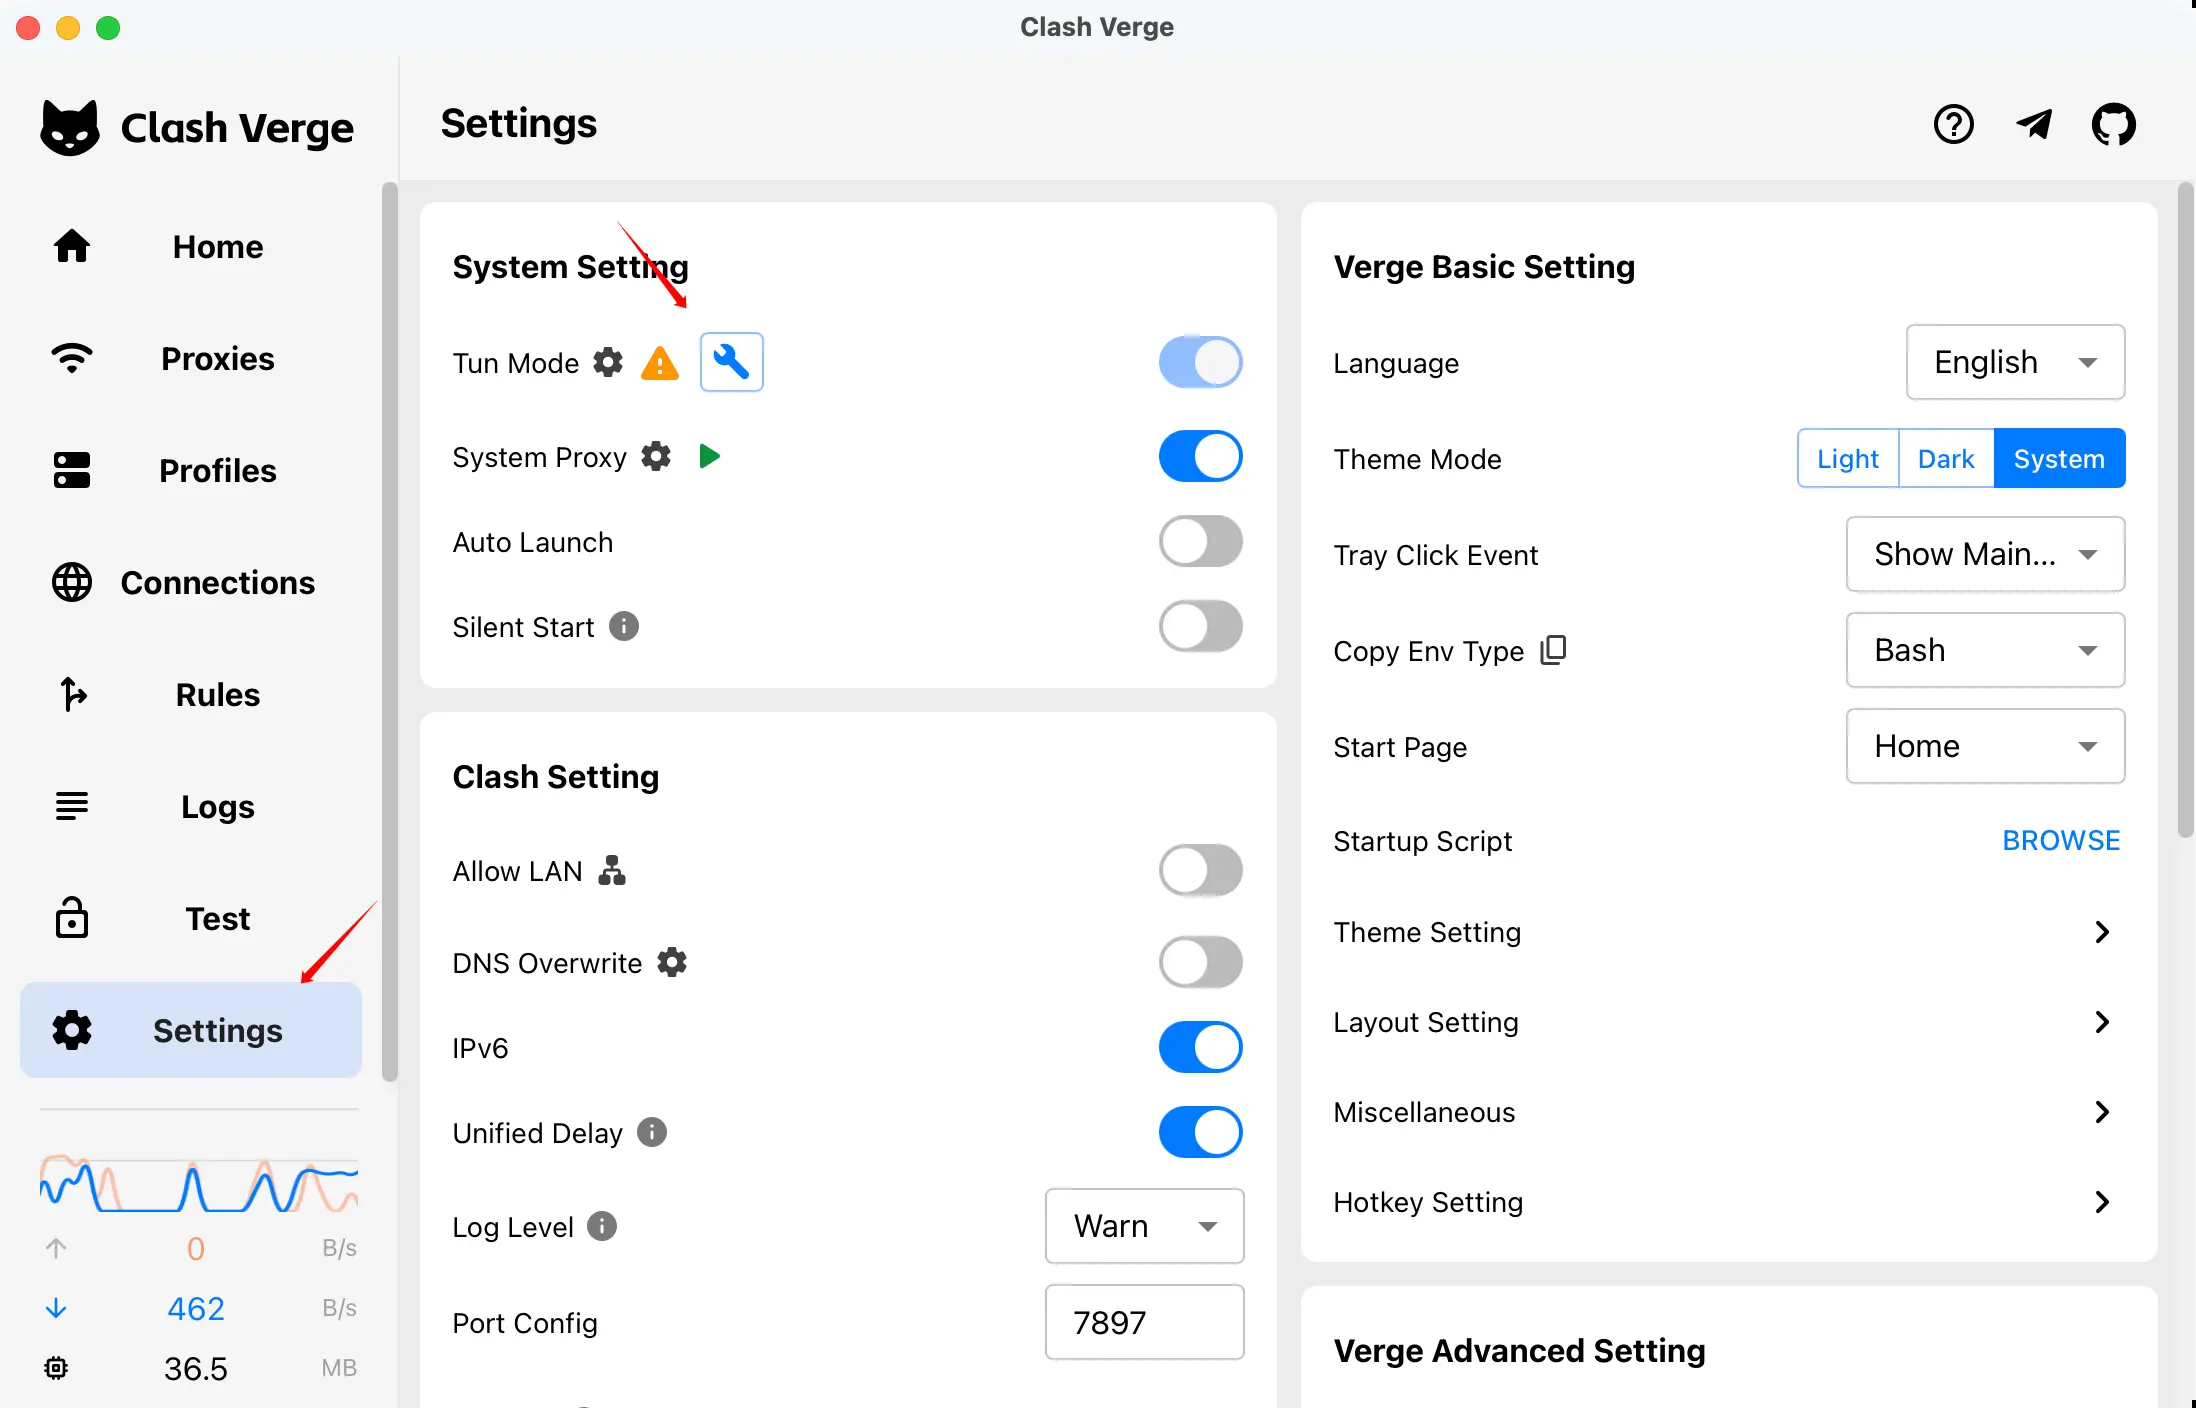 Clash Verge
Clash Verge
Home
Proxies
Profiles
Connections
Rules
Logs
Test
Settings
0 B/s
462 B/s
36.5 MB
Settings
System Setting
Tun Mode
System Proxy
Auto Launch
Silent Start
Clash Setting
Allow LAN
DNS Overwrite
IPv6
Unified Delay
Log Level Warn
Port Config 7897
Verge Basic Setting
Language English
Theme Mode Light Dark System
Tray Click Event Show Main...
Copy Env Type Bash
Start Page Home
Startup Script BROWSE
Theme Setting
Layout Setting
Miscellaneous
Hotkey Setting
Verge Advanced Setting